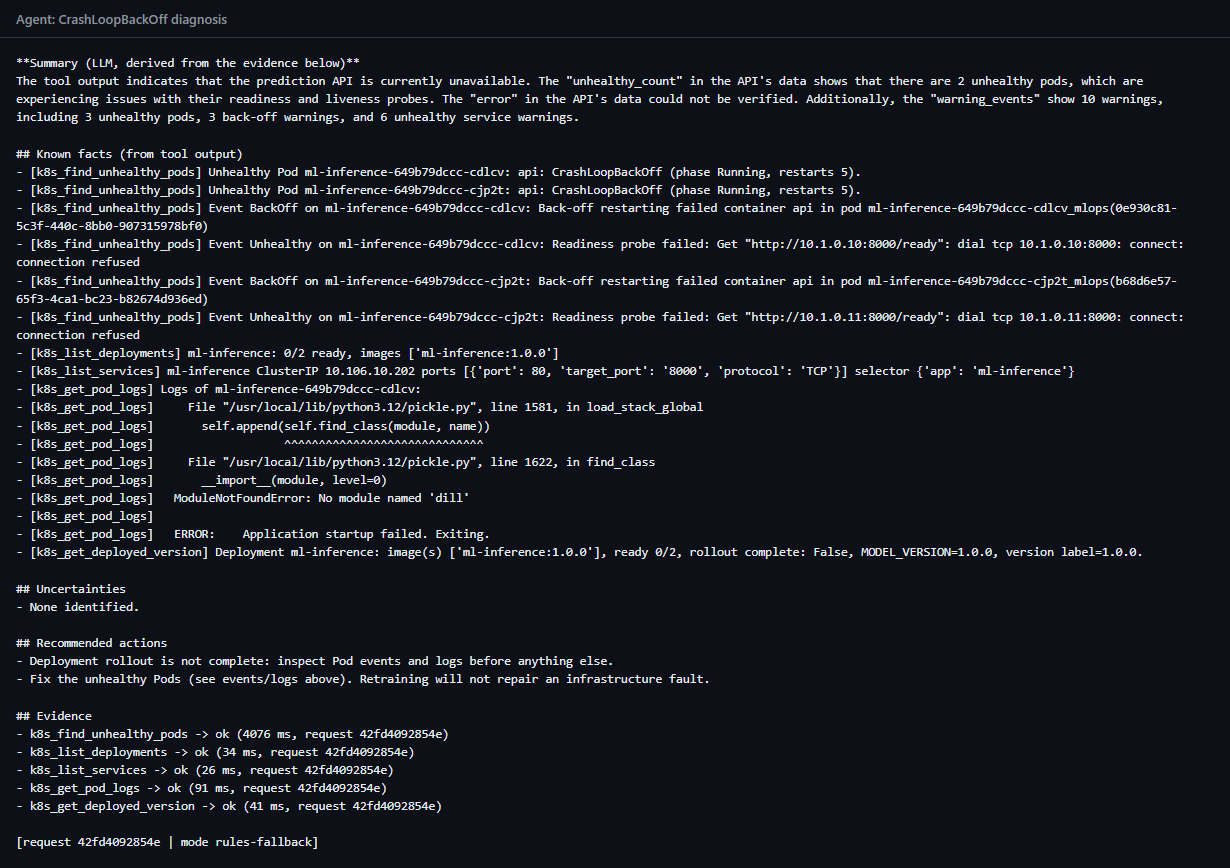 Agent: CrashLoopBackOff diagnosis
**Summary (LLM, derived from the evidence below)**
The tool output indicates that the prediction API is currently unavailable. The "unhealthy_count" in the API's data shows that there are 2 unhealthy pods, which are
experiencing issues with their readiness and liveness probes. The "error" in the API's data could not be verified. Additionally, the "warning_events" show 10 warnings,
including 3 unhealthy pods, 3 back-off warnings, and 6 unhealthy service warnings.
## Known facts (from tool output)
- [k8s_find_unhealthy_pods] Unhealthy Pod ml-inference-649b79dccc-cdlcv: api: CrashLoopBackOff (phase Running, restarts 5).
- [k8s_find_unhealthy_pods] Unhealthy Pod ml-inference-649b79dccc-cjp2t: api: CrashLoopBackOff (phase Running, restarts 5).
- [k8s_find_unhealthy_pods] Event BackOff on ml-inference-649b79dccc-cdlcv: Back-off restarting failed container api in pod ml-inference-649b79dccc-cdlcv_mlops(0e930c81-
5c3f-440c-8bb0-907315978bf0)
- [k8s_find_unhealthy_pods] Event Unhealthy on ml-inference-649b79dccc-cdlcv: Readiness probe failed: Get "http://10.1.0.10:8000/ready": dial tcp 10.1.0.10:8000: connect:
connection refused
- [k8s_find_unhealthy_pods] Event BackOff on ml-inference-649b79dccc-cjp2t: Back-off restarting failed container api in pod ml-inference-649b79dccc-cjp2t_mlops(b68d6e57-
65f3-4ca1-bc23-b82674d936ed)
- [k8s_find_unhealthy_pods] Event Unhealthy on ml-inference-649b79dccc-cjp2t: Readiness probe failed: Get "http://10.1.0.11:8000/ready": dial tcp 10.1.0.11:8000: connect:
connection refused
- [k8s_list_deployments] ml-inference: 0/2 ready, images ['ml-inference:1.0.0']
- [k8s_list_services] ml-inference ClusterIP 10.106.10.202 ports [{'port': 80, 'target_port': '8000', 'protocol': 'TCP'}] selector {'app': 'ml-inference'}
- [k8s_get_pod_logs] Logs of ml-inference-649b79dccc-cdlcv:
- [k8s_get_pod_logs]     File "/usr/local/lib/python3.12/pickle.py", line 1581, in load_stack_global
- [k8s_get_pod_logs]       self.append(self.find_class(module, name))
- [k8s_get_pod_logs]                   ^^^^^^^^^^^^^^^^^^^^^^^^^^^^^
- [k8s_get_pod_logs]     File "/usr/local/lib/python3.12/pickle.py", line 1622, in find_class
- [k8s_get_pod_logs]       __import__(module, level=0)
- [k8s_get_pod_logs]   ModuleNotFoundError: No module named 'dill'
- [k8s_get_pod_logs]
- [k8s_get_pod_logs]   ERROR:    Application startup failed. Exiting.
- [k8s_get_deployed_version] Deployment ml-inference: image(s) ['ml-inference:1.0.0'], ready 0/2, rollout complete: False, MODEL_VERSION=1.0.0, version label=1.0.0.
## Uncertainties
- None identified.
## Recommended actions
- Deployment rollout is not complete: inspect Pod events and logs before anything else.
- Fix the unhealthy Pods (see events/logs above). Retraining will not repair an infrastructure fault.
## Evidence
- k8s_find_unhealthy_pods -> ok (4076 ms, request 42fd4092854e)
- k8s_list_deployments -> ok (34 ms, request 42fd4092854e)
- k8s_list_services -> ok (26 ms, request 42fd4092854e)
- k8s_get_pod_logs -> ok (91 ms, request 42fd4092854e)
- k8s_get_deployed_version -> ok (41 ms, request 42fd4092854e)
[request 42fd4092854e | mode rules-fallback]